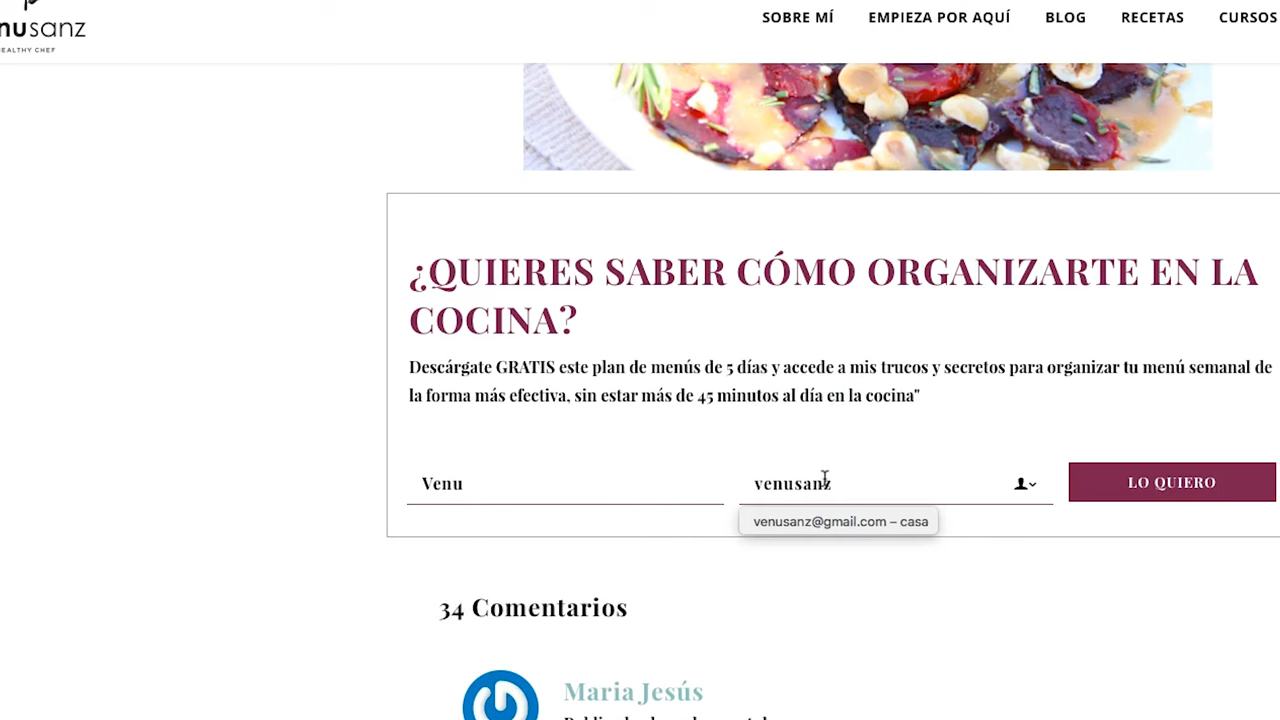 nusanz
HEALTHY CHEF
SOBRE MÍ EMPIEZA POR AQUÍ BLOG RECETAS CURSOS
¿QUIERES SABER CÓMO ORGANIZARTE EN LA
COCINA?
Descárgate GRATIS este plan de menús de 5 días y accede a mis trucos y secretos para organizar tu menú semanal de
la forma más efectiva, sin estar más de 45 minutos al día en la cocina"
Venu venusanz LO QUIERO
venusanz@gmail.com – casa
34 Comentarios
Maria Jesús